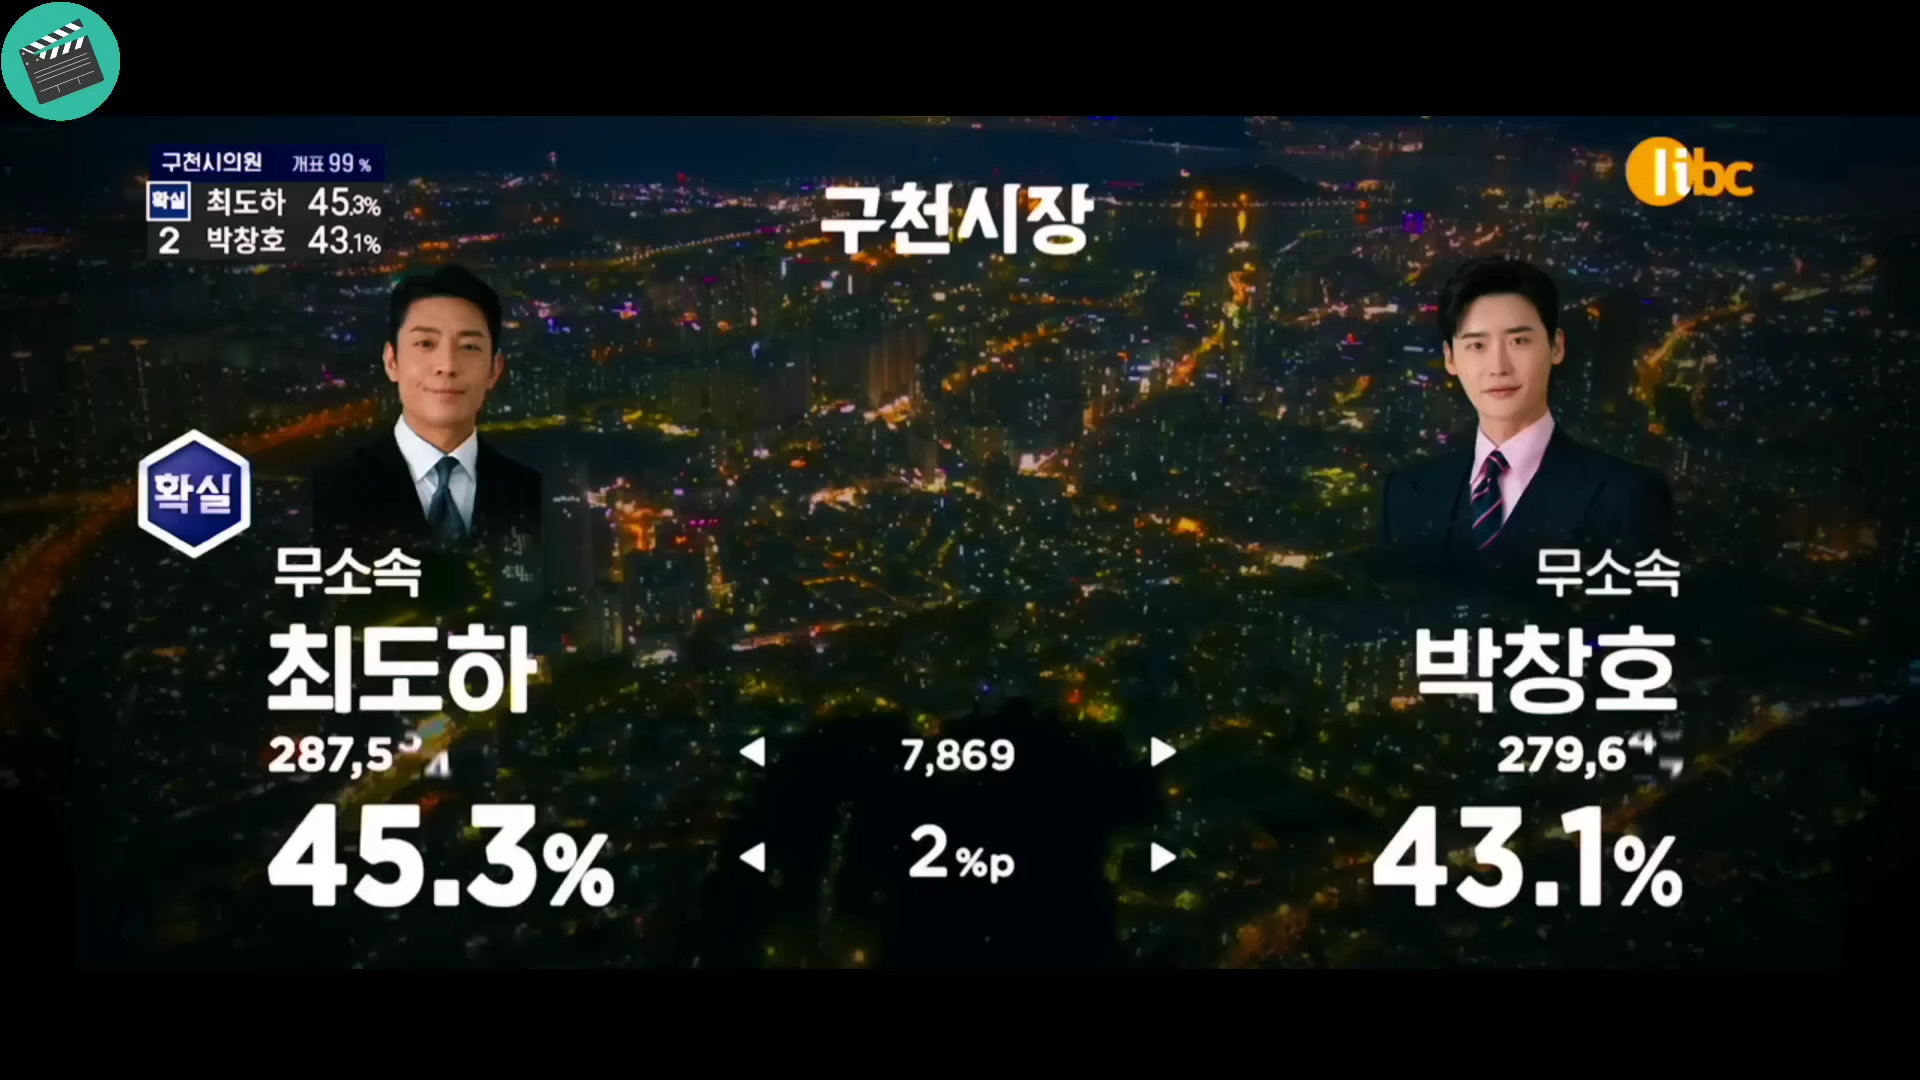 구천시의원 개표 99 %
확실 최도하 45.3%
2 박창호 43.1%
구천시장
libc
확실
무소속
최도하
287,5
45.3%
7,869
2%p
무소속
박창호
279,6
43.1%